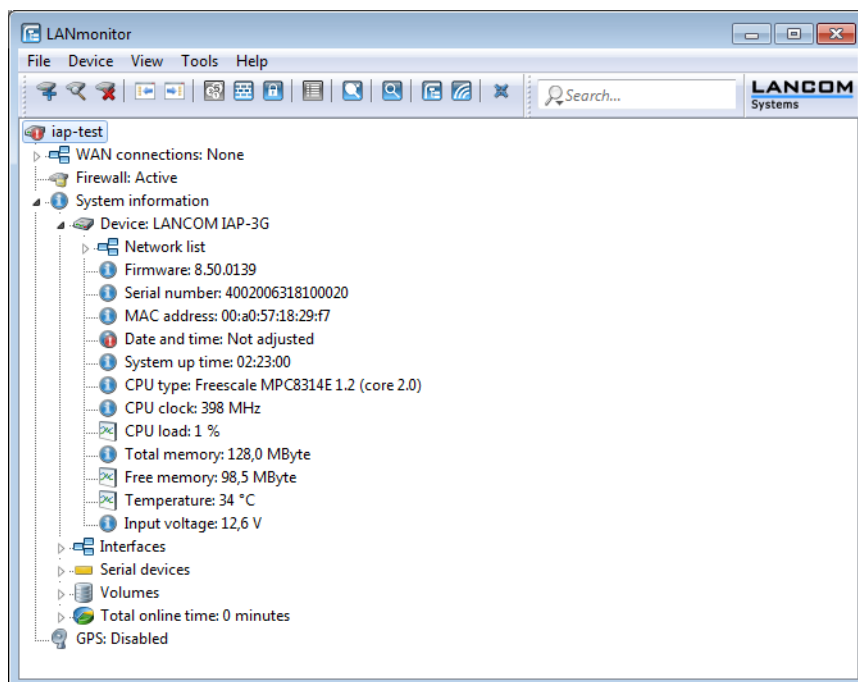 LANmonitor
File Device View Tools Help
Search...
LANCOM
Systems
iap-test
WAN connections: None
Firewall: Active
System information
Device: LANCOM IAP-3G
Network list
Firmware: 8.50.0139
Serial number: 4002006318100020
MAC address: 00:a0:57:18:29:f7
Date and time: Not adjusted
System up time: 02:23:00
CPU type: Freescale MPC8314E 1.2 (core 2.0)
CPU clock: 398 MHz
CPU load: 1 %
Total memory: 128,0 MByte
Free memory: 98,5 MByte
Temperature: 34 °C
Input voltage: 12,6 V
Interfaces
Serial devices
Volumes
Total online time: 0 minutes
GPS: Disabled